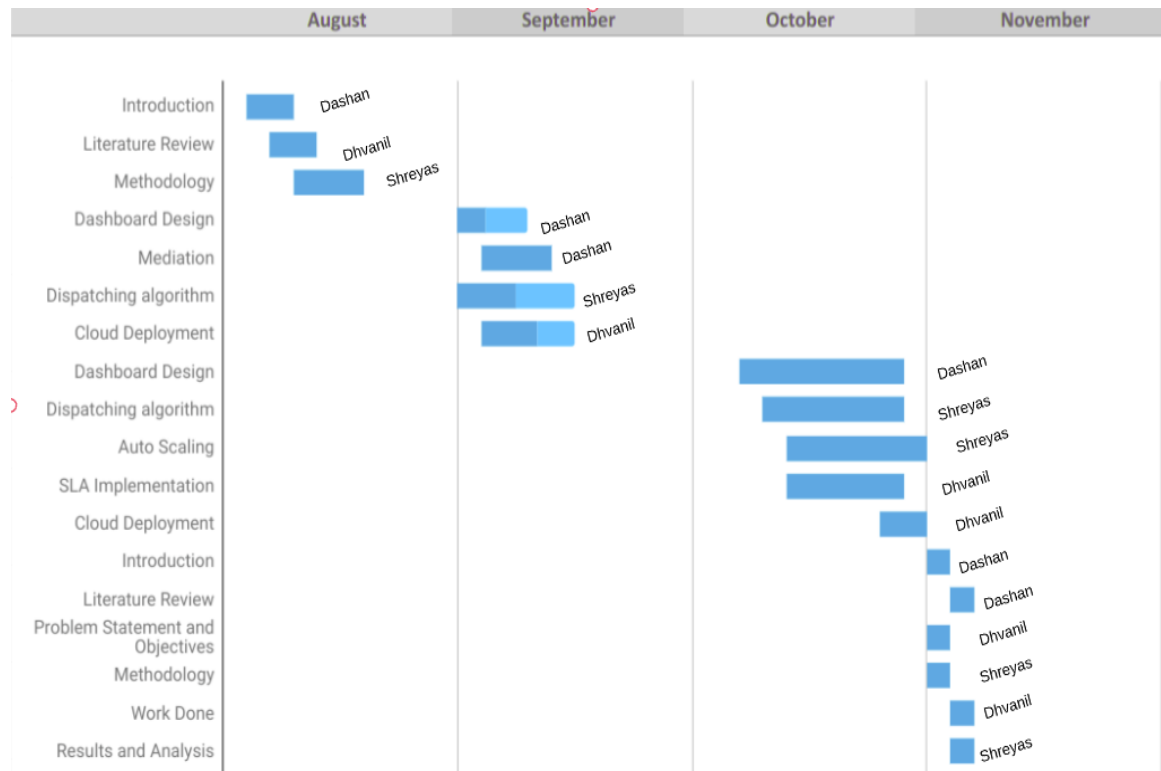 August September October November
Introduction Dashan
Literature Review Dhvanil
Methodology Shreyas
Dashboard Design Dashan
Mediation Dashan
Dispatching algorithm Shreyas
Cloud Deployment Dhvanil
Dashboard Design Dashan
Dispatching algorithm Shreyas
Auto Scaling Shreyas
SLA Implementation Dhvanil
Cloud Deployment Dhvanil
Introduction Dashan
Literature Review Dashan
Problem Statement and
Objectives Dhvanil
Methodology Shreyas
Work Done Dhvanil
Results and Analysis Shreyas